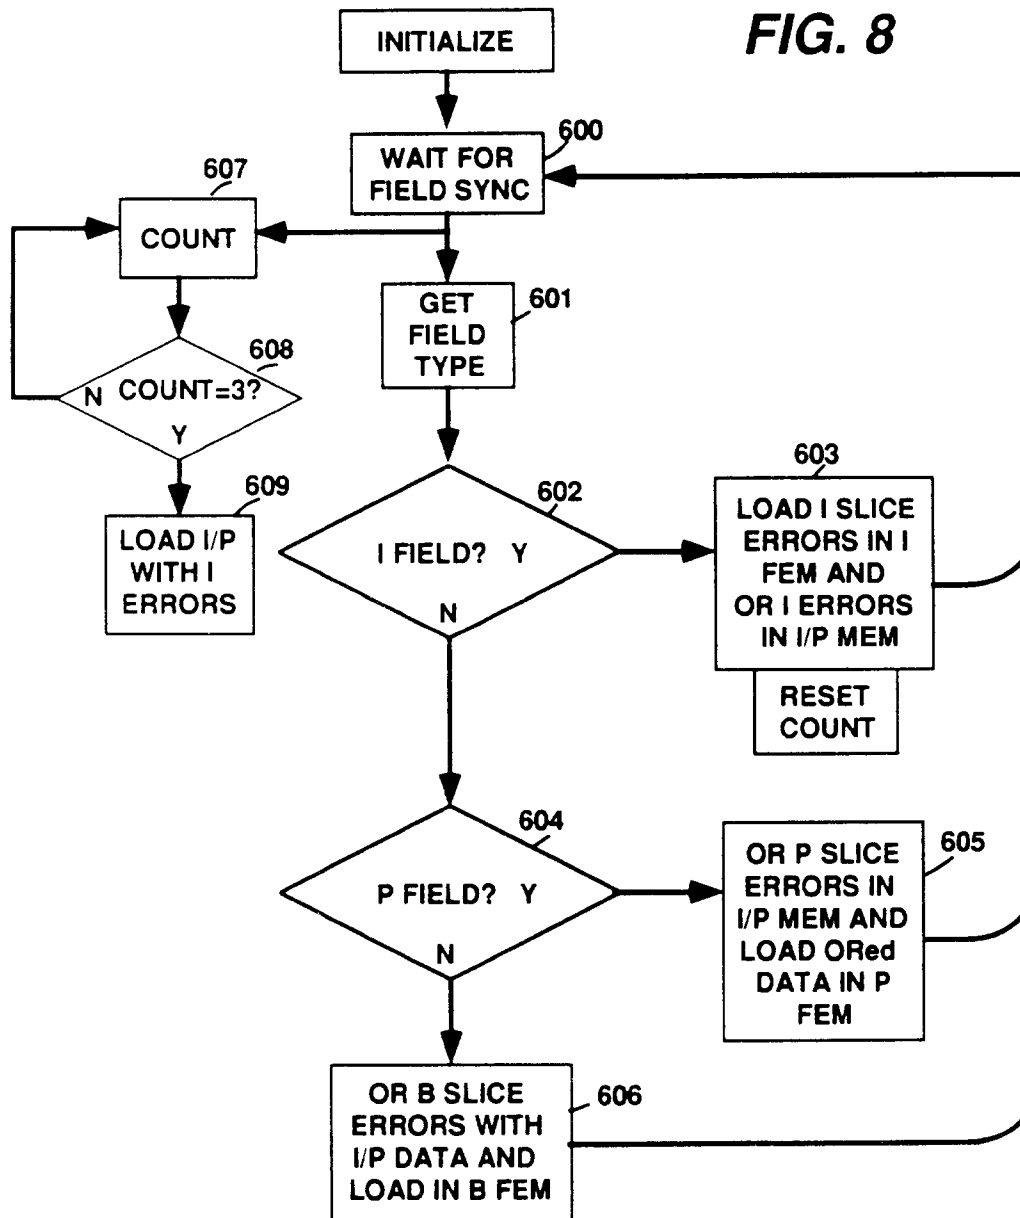 FIG. 8
INITIALIZE
600
WAIT FOR
FIELD SYNC
607
COUNT
601
GET
FIELD
TYPE
608
N COUNT=3?
Y
609
LOAD I/P
WITH I
ERRORS
602
I FIELD? Y
N
603
LOAD I SLICE
ERRORS IN I
FEM AND
OR I ERRORS
IN I/P MEM
RESET
COUNT
604
P FIELD? Y
N
605
OR P SLICE
ERRORS IN
I/P MEM AND
LOAD ORed
DATA IN P
FEM
606
OR B SLICE
ERRORS WITH
I/P DATA AND
LOAD IN B FEM